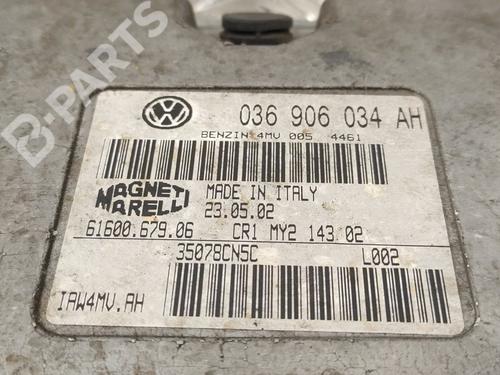 B-PARTS
036 906 034 AH
BENZIN 4MV 005 4461
MAGNETI MARELLI
MADE IN ITALY
23.05.02
61600.679.06 CR1 MY2 143.02
35078CN5C L002
IAW4MV.AH